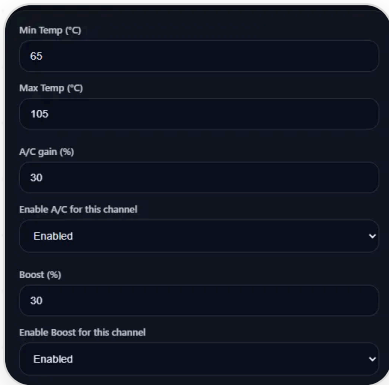 Min Temp (°C)
65
Max Temp (°C)
105
A/C gain (%)
30
Enable A/C for this channel
Enabled
Boost (%)
30
Enable Boost for this channel
Enabled